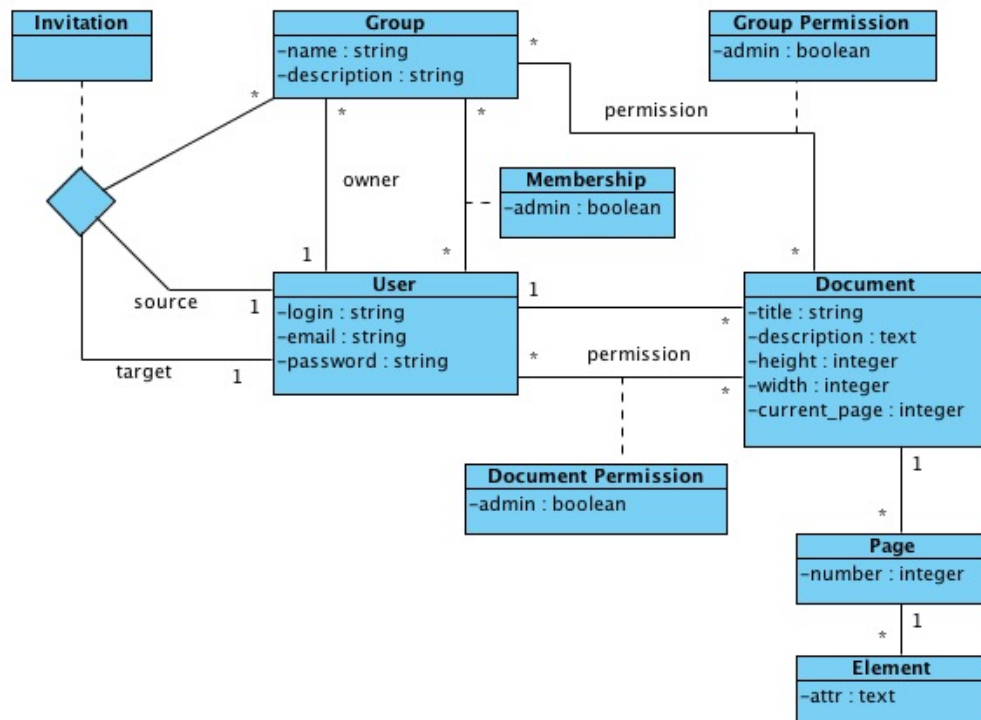 Invitation
Group
-name : string
-description : string
Group Permission
-admin : boolean
*
*
*
*
permission
owner
Membership
-admin : boolean
1
*
*
User
-login : string
-email : string
-password : string
source
1
target
1
1
*
permission
*
*
Document
-title : string
-description : text
-height : integer
-width : integer
-current_page : integer
Document Permission
-admin : boolean
1
*
Page
-number : integer
1
*
Element
-attr : text